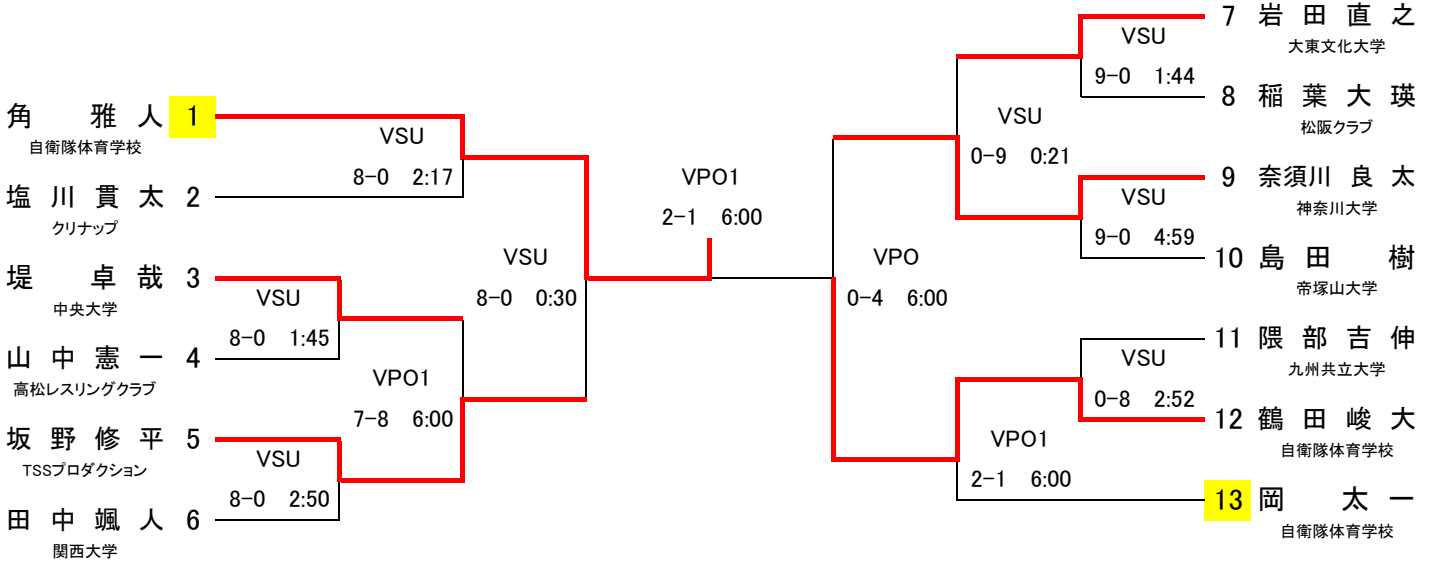 角 雅 人 1
自衛隊体育学校
塩 川 貫 太 2
クリナップ
堤 卓 哉 3
中央大学
山 中 憲 一 4
高松レスリングクラブ
坂 野 修 平 5
TSSプロダクション
田 中 颯 人 6
関西大学
VSU
8-0 2:17
VSU
8-0 1:45
VPO1
7-8 6:00
VSU
8-0 2:50
VSU
8-0 0:30
VPO1
2-1 6:00
VPO
0-4 6:00
VSU
0-9 0:21
VPO1
2-1 6:00
VSU
9-0 1:44
VSU
9-0 4:59
VSU
0-8 2:52
7 岩 田 直 之
大東文化大学
8 稲 葉 大 瑛
松阪クラブ
9 奈須川 良 太
神奈川大学
10 島 田 樹
帝塚山大学
11 隈 部 吉 伸
九州共立大学
12 鶴 田 峻 大
自衛隊体育学校
13 岡 太 一
自衛隊体育学校